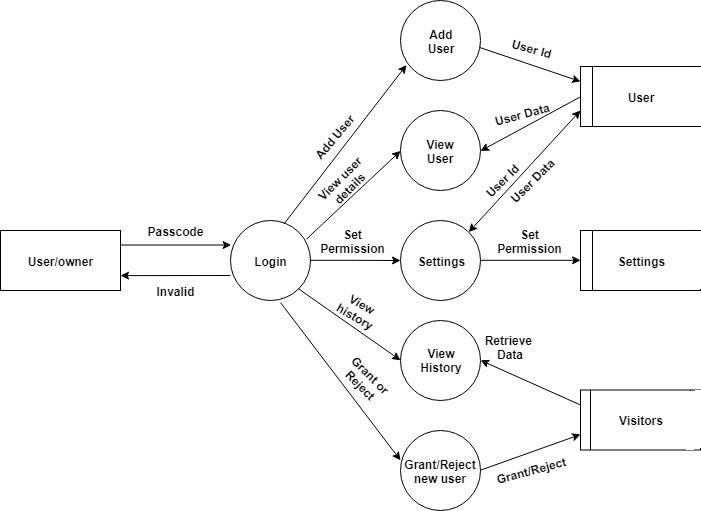 Add
User
User Id
User
User Data
Add User
View
User
View user
details
User Id
User Data
Passcode
Set
Permission
Set
Permission
User/owner
Login
Settings
Settings
Invalid
View
history
Retrieve
Data
View
History
Grant or
Reject
Visitors
Grant/Reject
new user
Grant/Reject